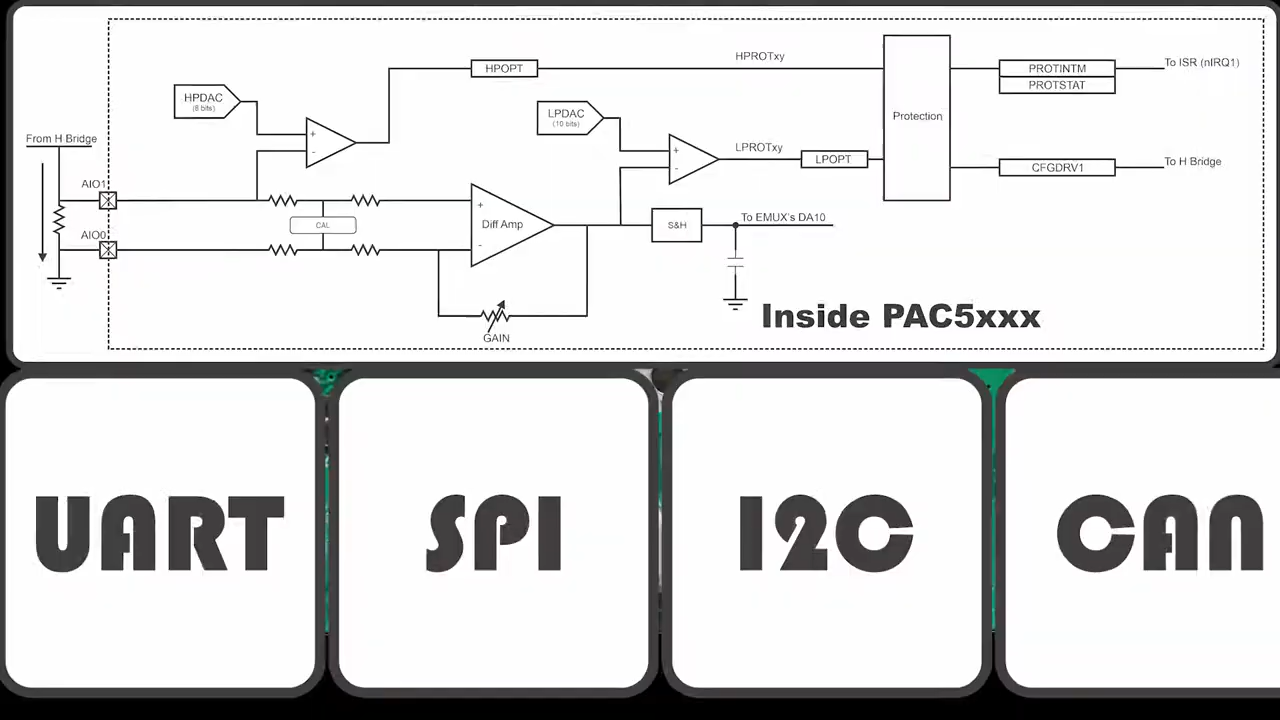 HPROTxy
To ISR (nIRQ1)
HPOPT
PROTINTM
PROTSTAT
HPDAC
(8 bits)
LPDAC
(10 bits)
Protection
From H Bridge
LPROTxy
LPOPT
To H Bridge
CFGDRV1
AIO1
+
-
+
-
CAL
+
Diff Amp
-
S&H
To EMUX's DA10
AIO0
GAIN
Inside PAC5xxx
UART
SPI
I2C
CAN